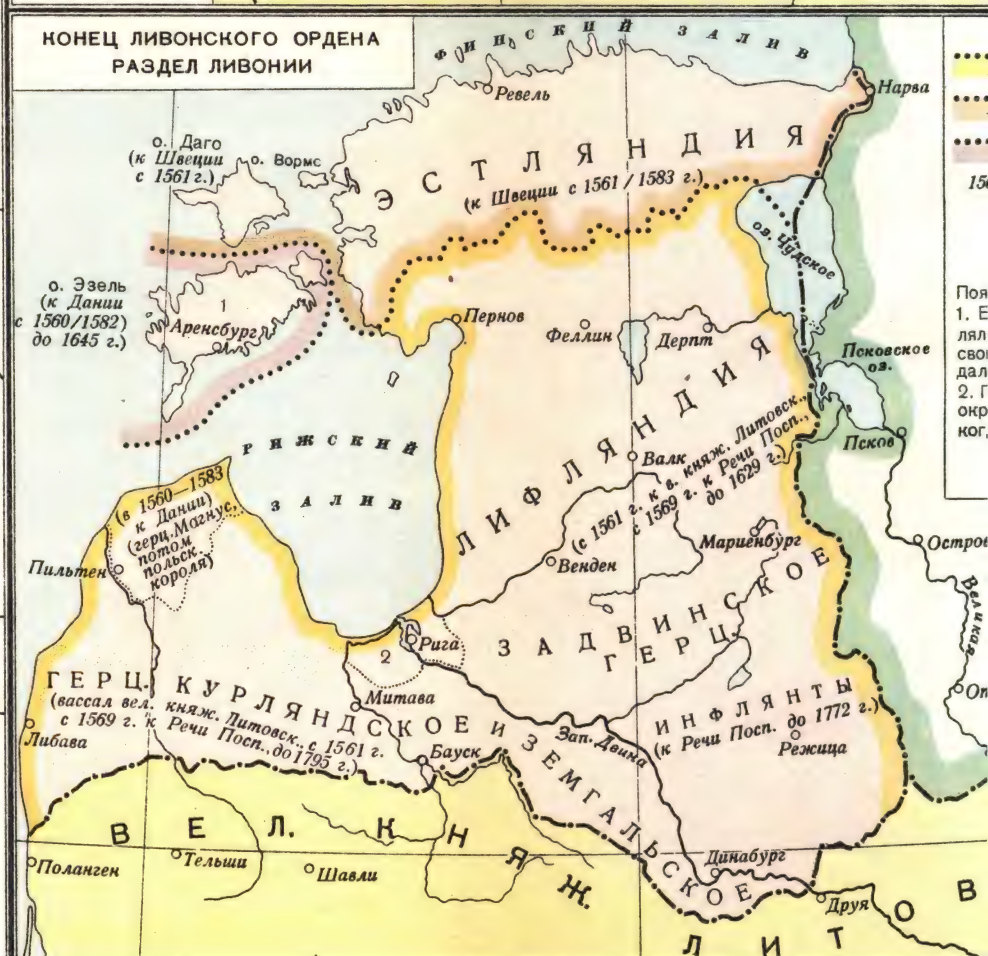 КОНЕЦ ЛИВОНСКОГО ОРДЕНА
РАЗДЕЛ ЛИВОНИИ
ФИНСКИЙ ЗАЛИВ
Ревель
Нарва
о. Даго
(к Швеции
с 1561 г.)
о. Вормс
ЭСТЛЯНДИЯ
(к Швеции с 1561/1583 г.)
оз. Чудское
о. Эзель
(к Дании
с 1560/1582)
до 1645 г.)
1
Аренсбург
Пернов
Феллин
Дерпт
Псковское
оз.
Псков
РИЖСКИЙ
ЗАЛИВ
ЛИФЛЯНДИЯ
(с 1561 г. к в. княж. Литовск.,
с 1569 г. к Речи Посп.,
до 1629 г.)
Валк
Мариенбург
Венден
Остров
Великая
(в 1560—1583
к Дании)
(герц. Магнус,
потом
польск.
короля)
Пильтен
Рига
2
ЗАДВИНСКОЕ
ГЕРЦ.
Митава
ГЕРЦ. КУРЛЯНДСКОЕ И ЗЕМГАЛЬСКОЕ
(вассал вел. княж. Литовск., с 1561 г.
с 1569 г. к Речи Посп., до 1795 г.)
Либава
Бауск
Зап. Двина
ИНФЛЯНТЫ
(к Речи Посп. до 1772 г.)
Режица
Оп
ВЕЛ. КНЯЖ.
Поланген
Тельши
Шавли
Динабург
Друя
ЛИТОВ
156
Поя
1. Е
лял
сво
дал
2. Г
окр
ког,